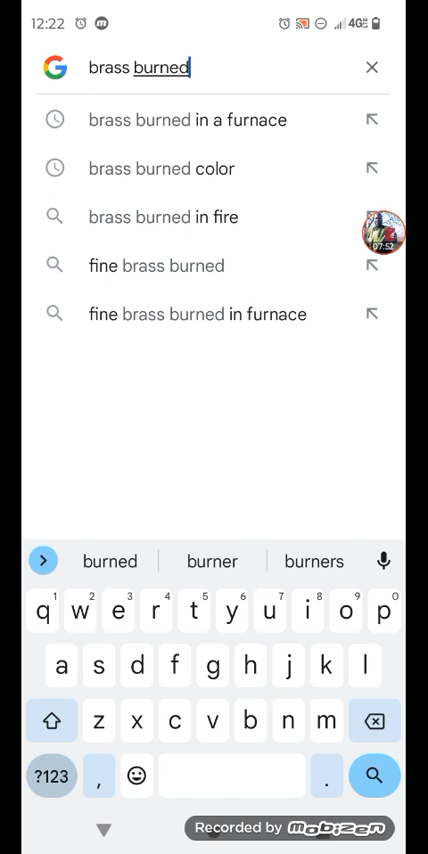 12:22 4G
brass burned
brass burned in a furnace
brass burned color
brass burned in fire
07:52
fine brass burned
fine brass burned in furnace
burned burner burners
1 2 3 4 5 6 7 8 9 0
q w e r t y u i o p
a s d f g h j k l
z x c v b n m
?123 , .
Recorded by mobizen